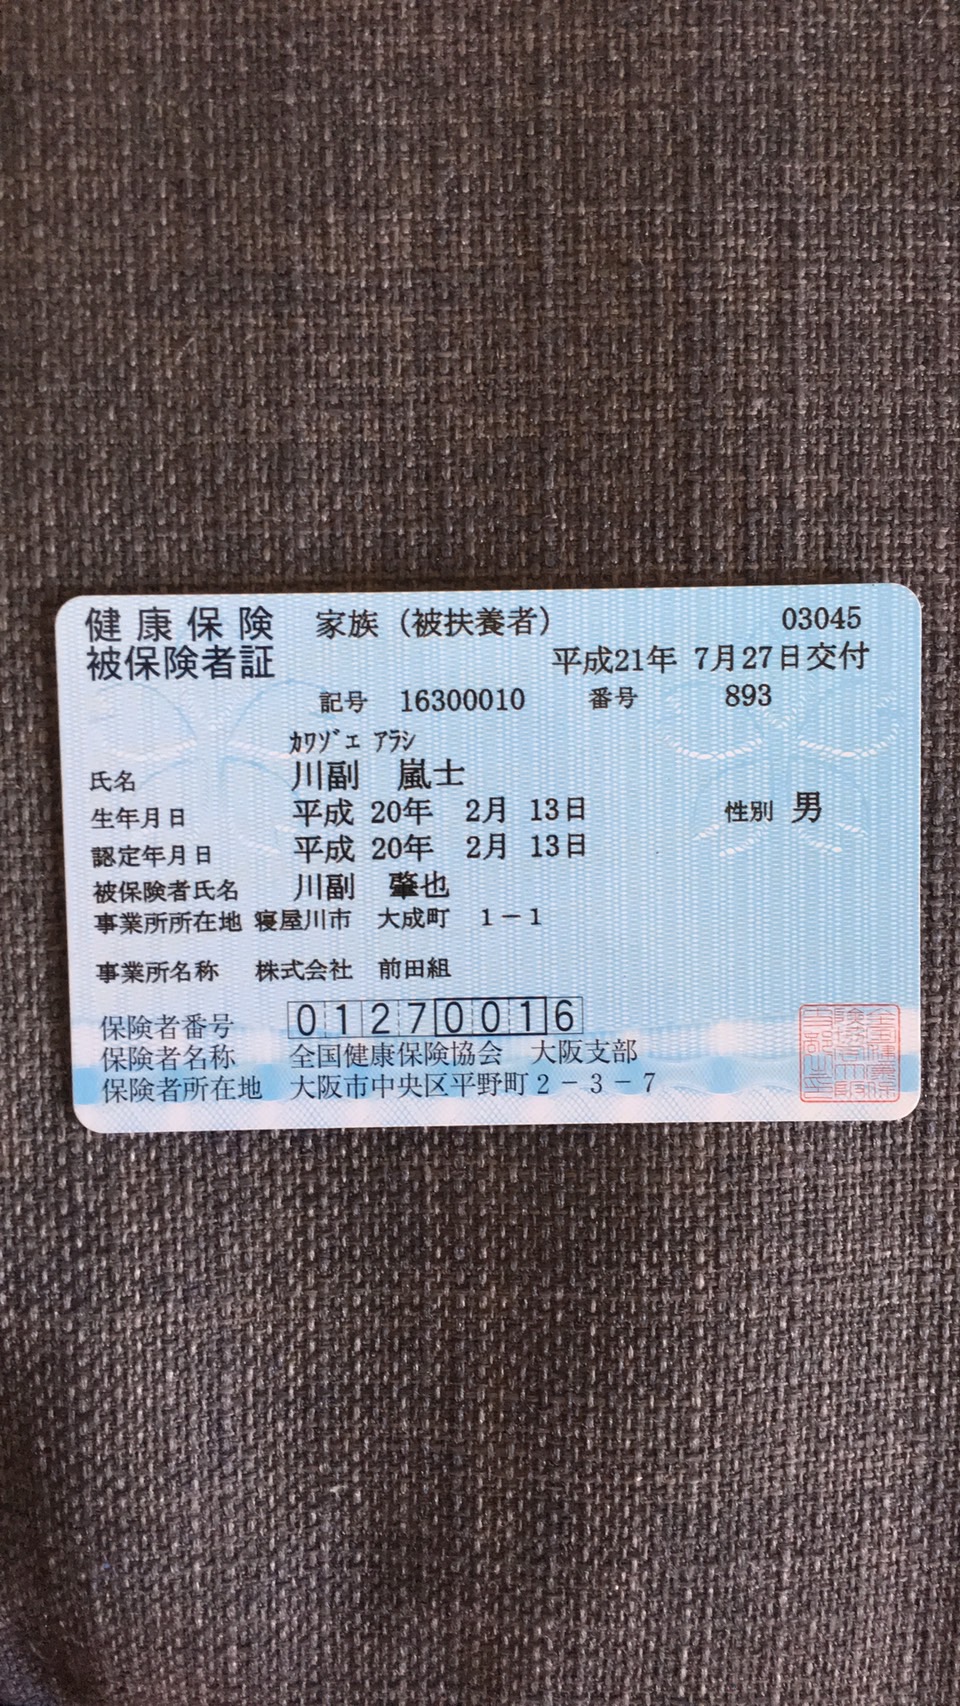 健康保険 家族（被扶養者） 03045
被保険者証 平成21年 7月27日交付
記号 16300010 番号 893
ｶﾜｿﾞｴ ｱﾗｼ
氏名 川副 嵐士
生年月日 平成 20年 2月 13日 性別 男
認定年月日 平成 20年 2月 13日
被保険者氏名 川副 肇也
事業所所在地 寝屋川市 大成町 1－1
事業所名称 株式会社 前田組
保険者番号 01270016
保険者名称 全国健康保険協会 大阪支部
保険者所在地 大阪市中央区平野町2－3－7